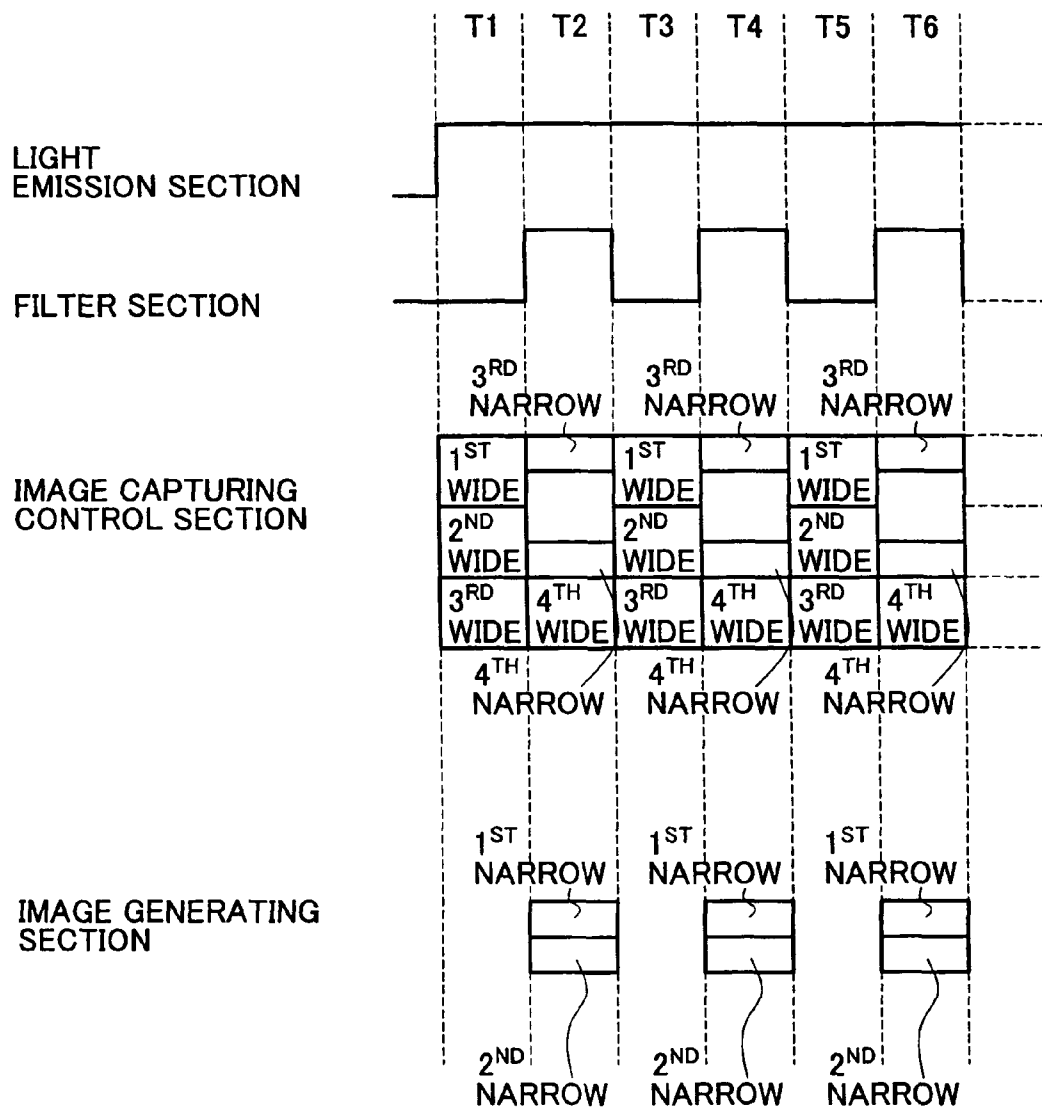 T1 T2 T3 T4 T5 T6
LIGHT
EMISSION SECTION
FILTER SECTION
3RD NARROW 3RD NARROW 3RD NARROW
IMAGE CAPTURING
CONTROL SECTION
1ST WIDE 1ST WIDE 1ST WIDE
2ND WIDE 2ND WIDE 2ND WIDE
3RD WIDE 4TH WIDE 3RD WIDE 4TH WIDE 3RD WIDE 4TH WIDE
4TH NARROW 4TH NARROW 4TH NARROW
1ST NARROW 1ST NARROW 1ST NARROW
IMAGE GENERATING
SECTION
2ND NARROW 2ND NARROW 2ND NARROW